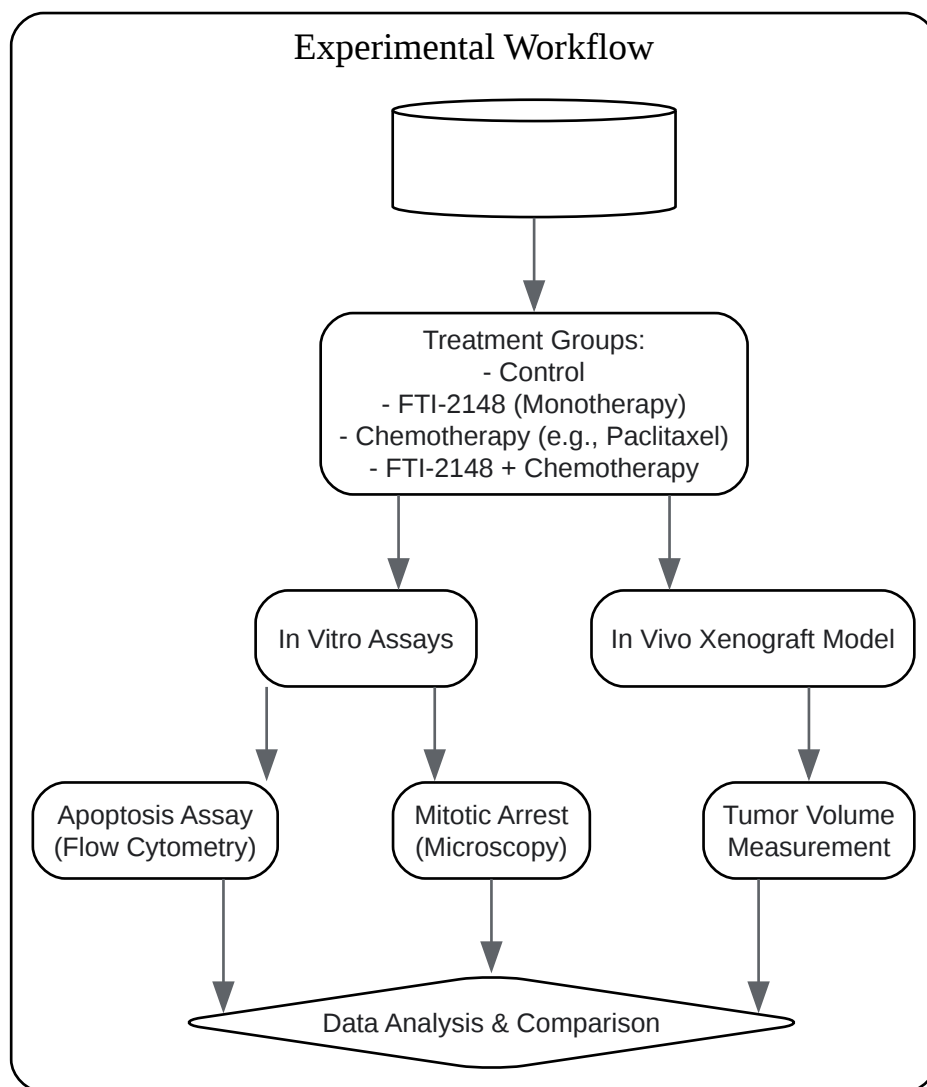 Experimental Workflow
Treatment Groups:
- Control
- FTI-2148 (Monotherapy)
- Chemotherapy (e.g., Paclitaxel)
- FTI-2148 + Chemotherapy
In Vitro Assays
In Vivo Xenograft Model
Apoptosis Assay
(Flow Cytometry)
Mitotic Arrest
(Microscopy)
Tumor Volume
Measurement
Data Analysis & Comparison